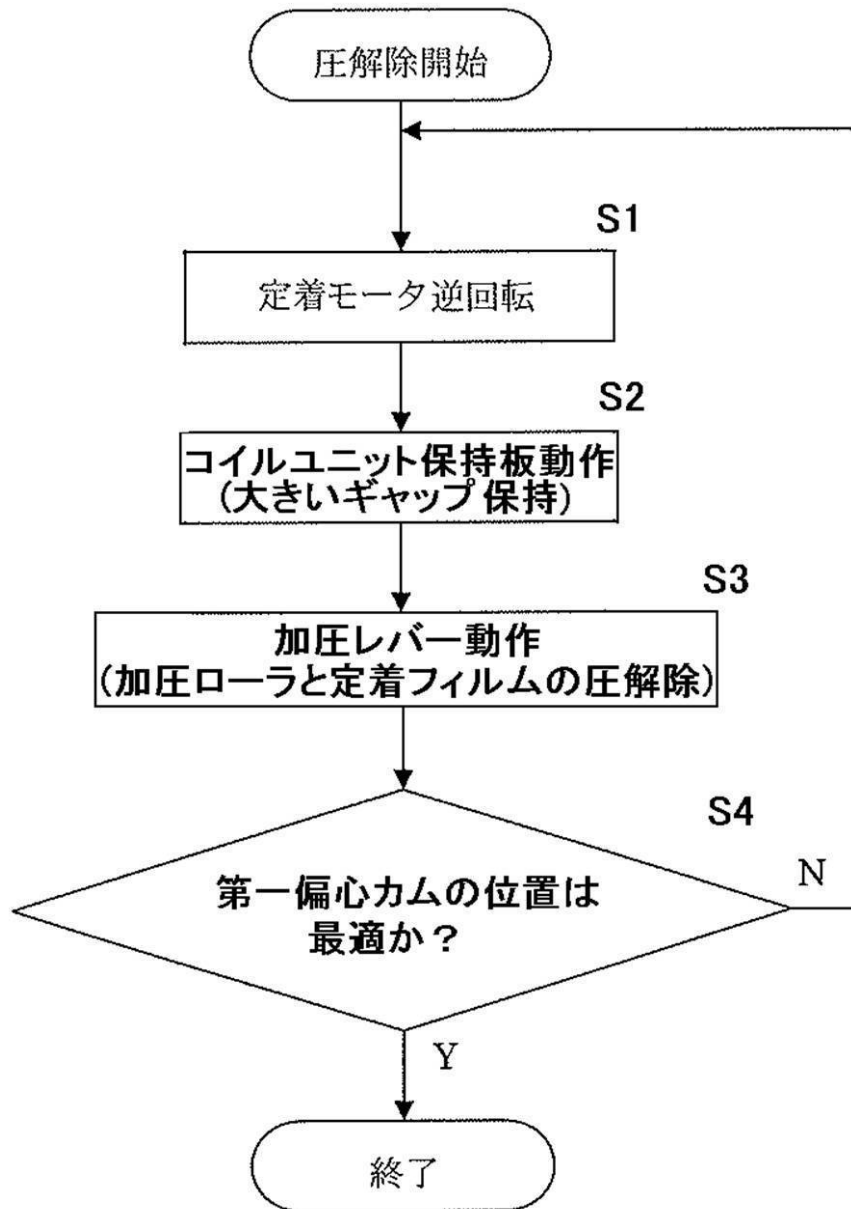 圧解除開始
S1
定着モータ逆回転
S2
コイルユニット保持板動作
(大きいギャップ保持)
S3
加圧レバー動作
(加圧ローラと定着フィルムの圧解除)
S4
第一偏心カムの位置は
最適か?
N
Y
終了